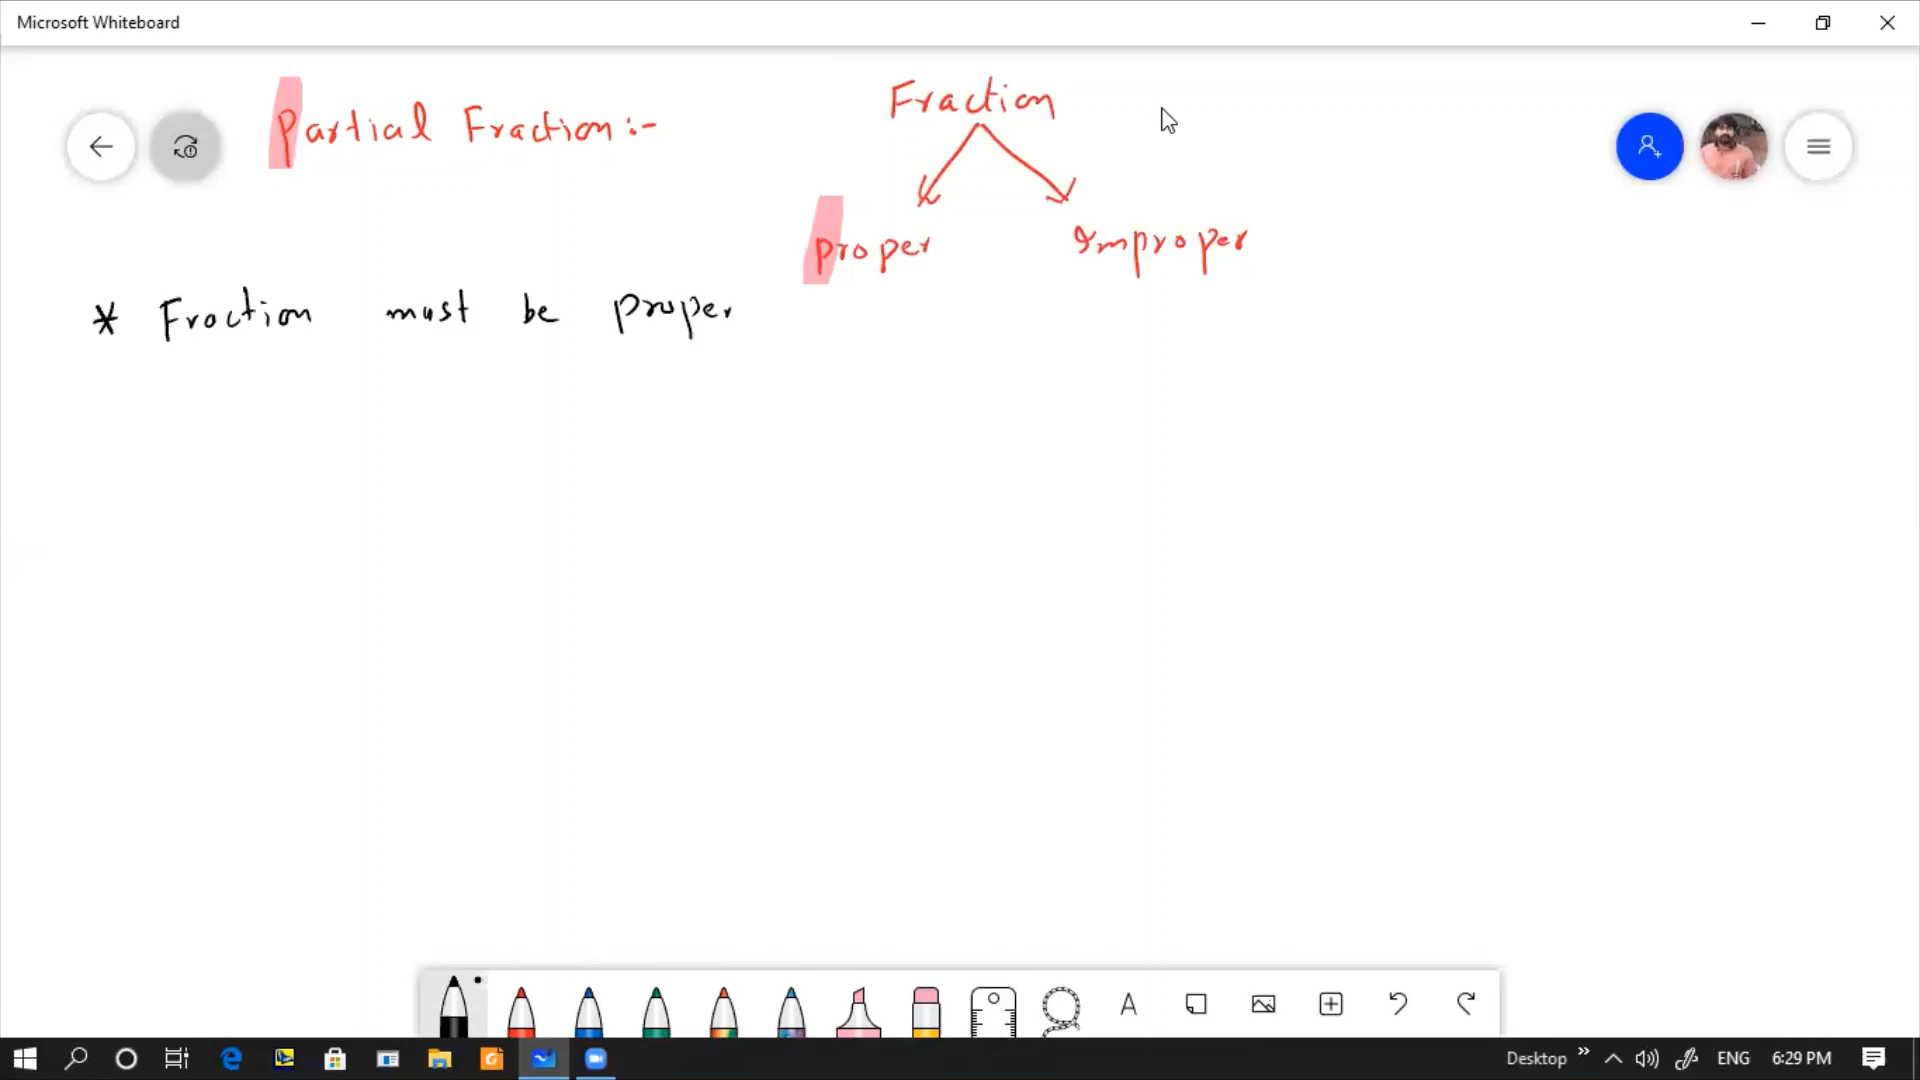 Microsoft Whiteboard
Partial Fraction :-
Fraction
proper
Improper
* Fraction must be proper
A
Desktop
ENG
6:29 PM